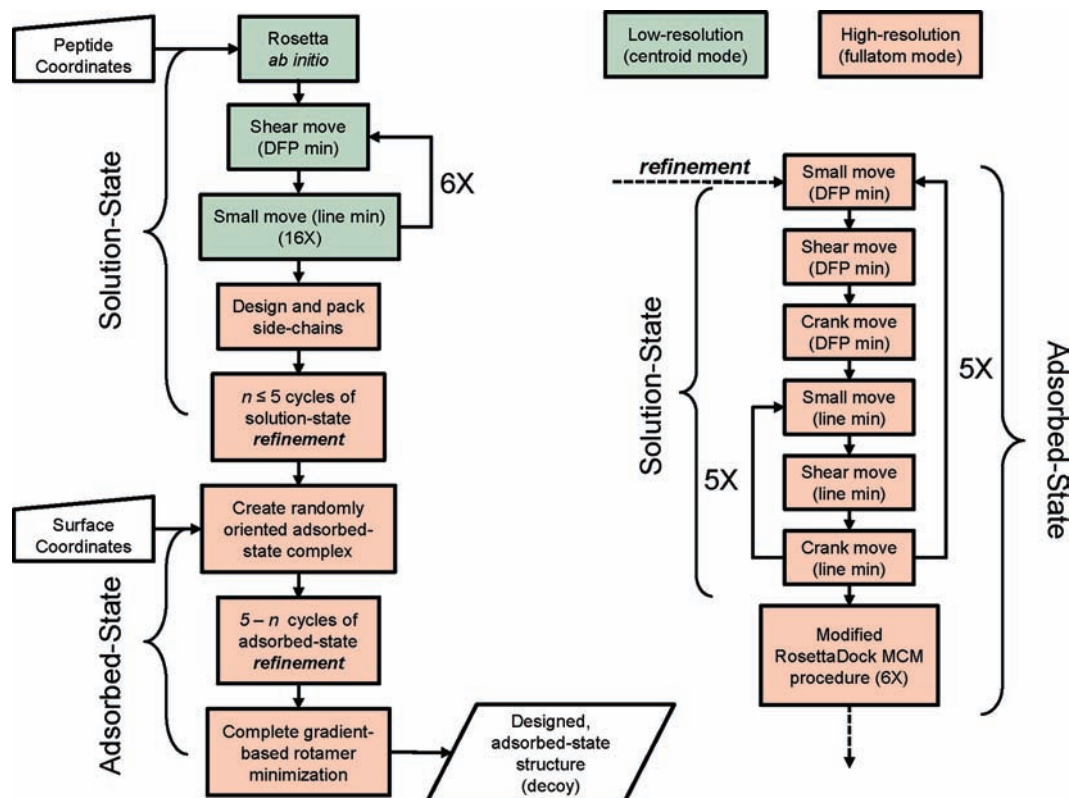 Peptide
Coordinates
Rosetta
ab initio
Shear move
(DFP min)
6X
Small move (line min)
(16X)
Design and pack
side-chains
n ≤ 5 cycles of
solution-state
refinement
Solution-State
Surface
Coordinates
Create randomly
oriented adsorbed-
state complex
5 – n cycles of
adsorbed-state
refinement
Complete gradient-
based rotamer
minimization
Adsorbed-State
Designed,
adsorbed-state
structure
(decoy)
Low-resolution
(centroid mode)
High-resolution
(fullatom mode)
refinement
Small move
(DFP min)
Shear move
(DFP min)
Crank move
(DFP min)
Small move
(line min)
Shear move
(line min)
Crank move
(line min)
5X
5X
Solution-State
Modified
RosettaDock MCM
procedure (6X)
Adsorbed-State